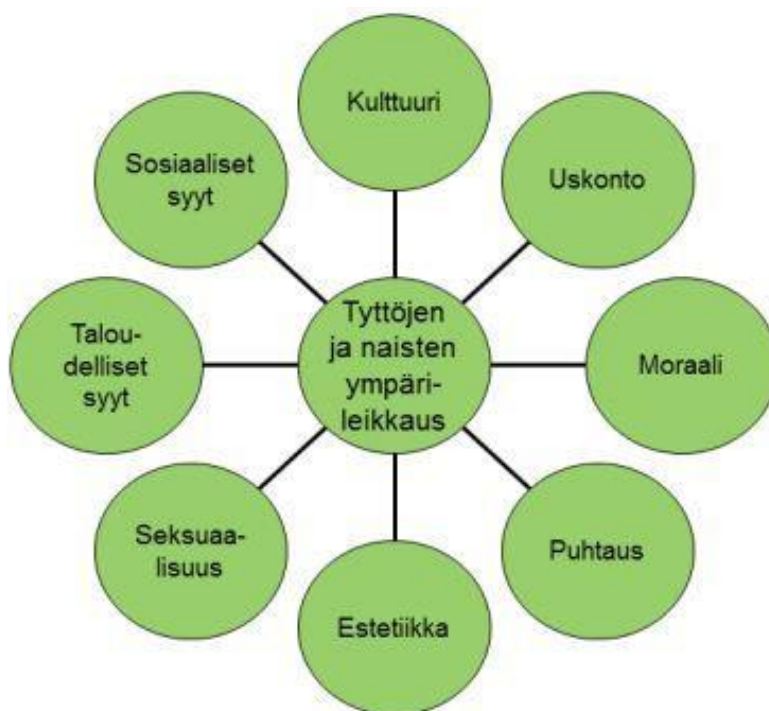 Kulttuuri
Uskonto
Moraali
Puhtaus
Estetiikka
Seksuaa-
lisuus
Talou-
delliset
syyt
Sosiaaliset
syyt
Tyttöjen
ja naisten
ympäri-
leikkaus